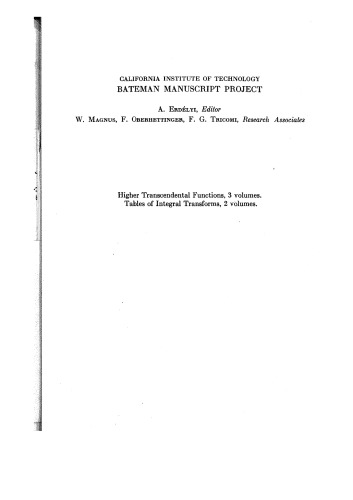 CALIFORNIA INSTITUTE OF TECHNOLOGY
BATEMAN MANUSCRIPT PROJECT
A. ERDÉLYI, Editor
W. MAGNUS, F. OBERHETTINGER, F. G. TRICOMI, Research Associates
Higher Transcendental Functions, 3 volumes.
Tables of Integral Transforms, 2 volumes.